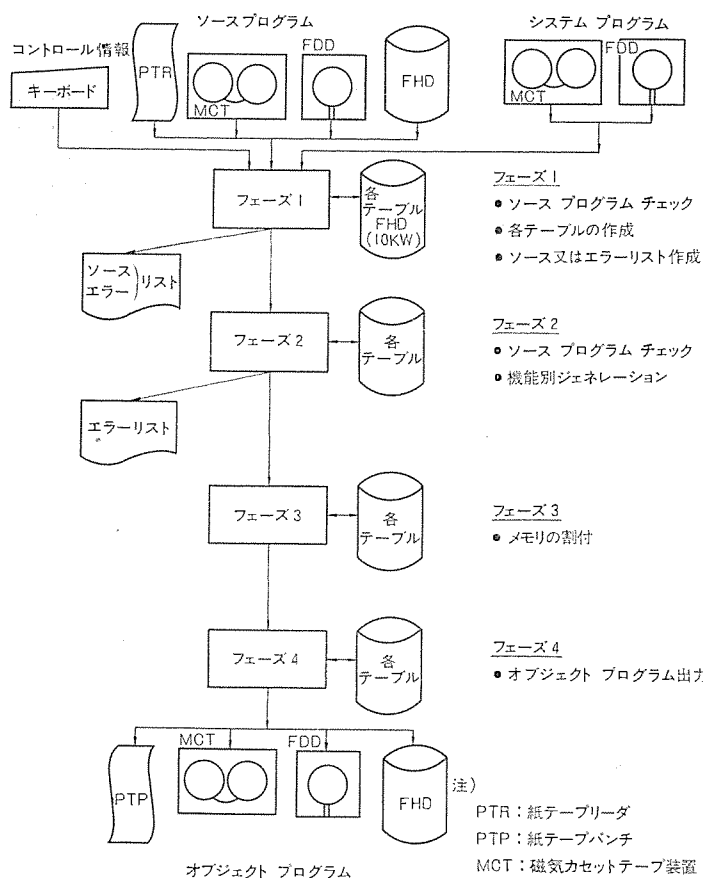 ソースプログラム
システム プログラム
コントロール情報
キーボード
PTR
MCT
FDD
FHD
MCT
FDD
フェーズ1
各
テーブル
FHD
(10KW)
フェーズ1
● ソース プログラム チェック
● 各テーブルの作成
● ソース又はエラーリスト作成
ソース
エラー
)リスト
フェーズ2
各
テーブル
フェーズ2
● ソース プログラム チェック
● 機能別ジェネレーション
エラーリスト
フェーズ3
各
テーブル
フェーズ3
● メモリの割付
フェーズ4
各
テーブル
フェーズ4
● オブジェクト プログラム出力
PTP
MCT
FDD
FHD
注)
PTR：紙テープリーダ
PTP：紙テープパンチ
MCT：磁気カセットテープ装置
オブジェクト プログラム